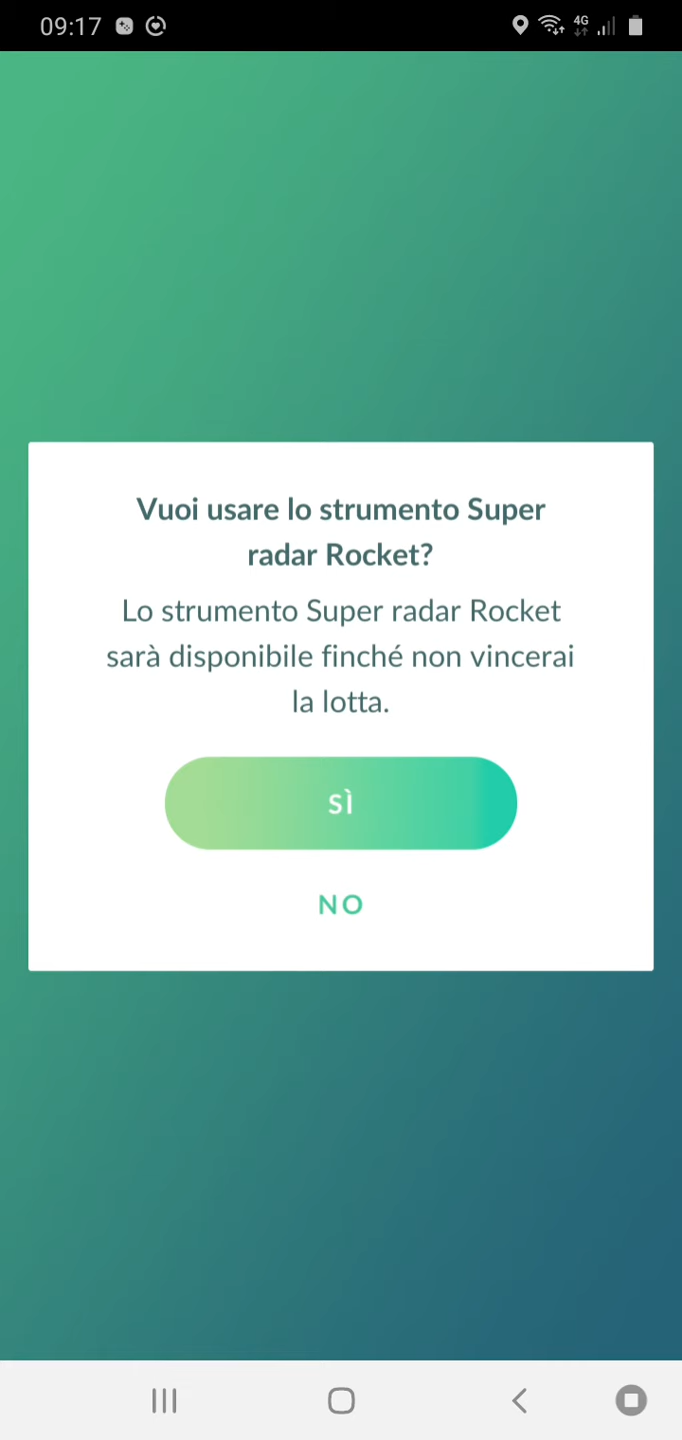 09:17
4G
Vuoi usare lo strumento Super
radar Rocket?
Lo strumento Super radar Rocket
sarà disponibile finché non vincerai
la lotta.
SÌ
NO